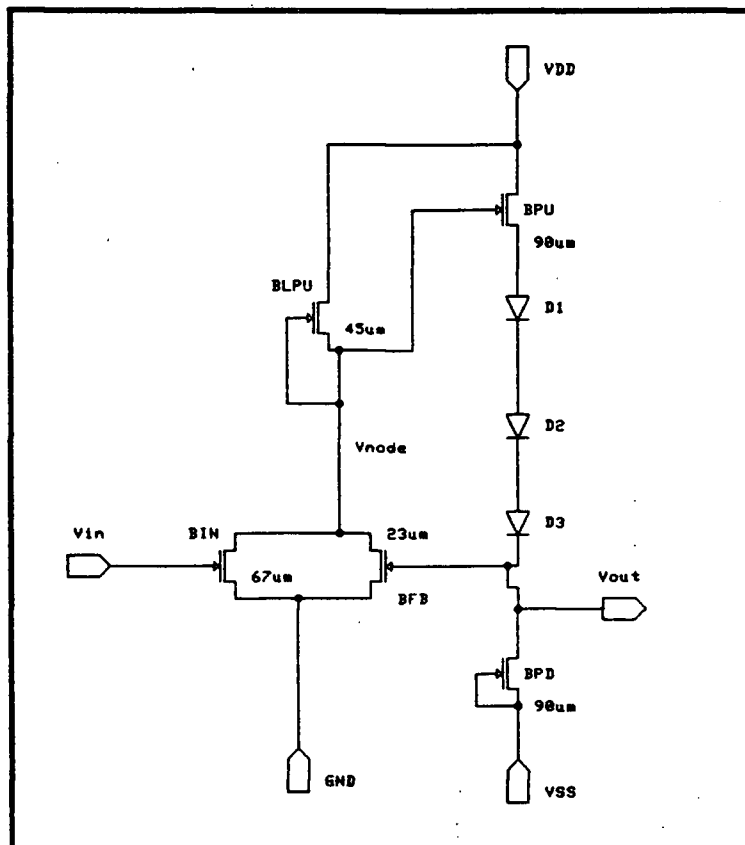 VDD
BPU
90um
BLPU
D1
45um
D2
Vnode
Vin
BIN
23um
D3
67um
BFB
Vout
BPD
90um
GND
VSS